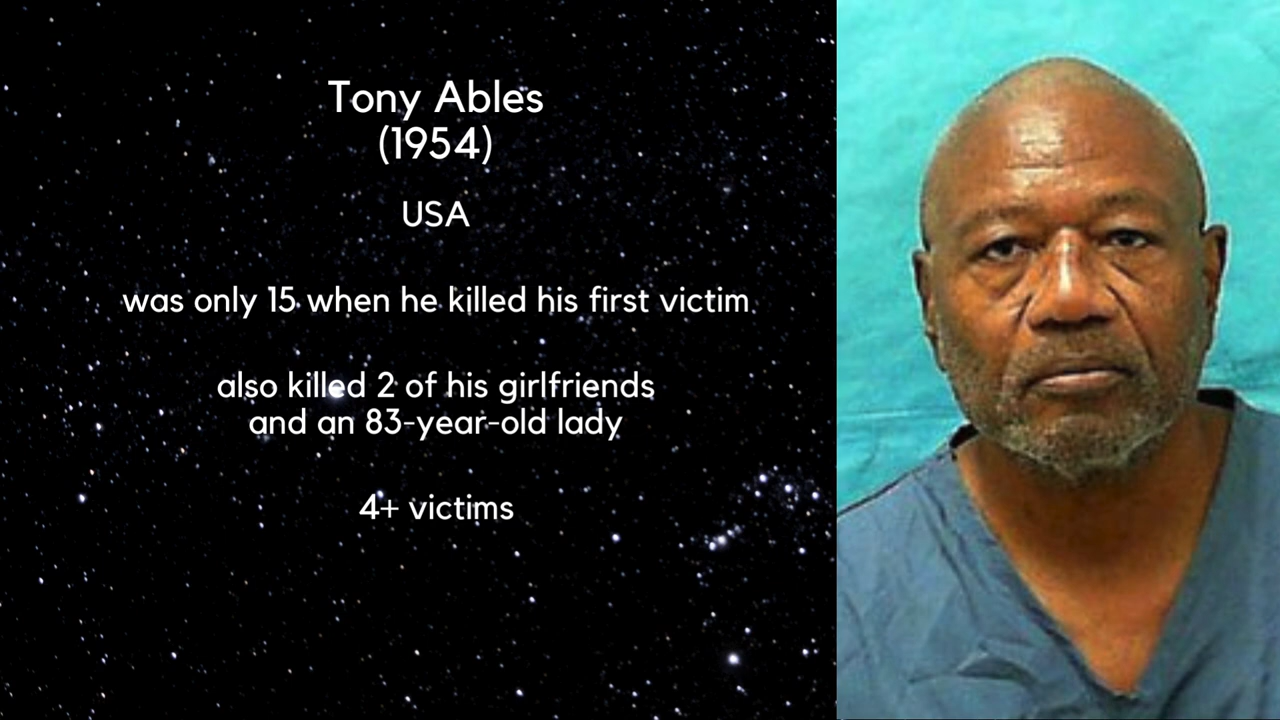 Tony Ables
(1954)
USA
was only 15 when he killed his first victim
also killed 2 of his girlfriends
and an 83-year-old lady
4+ victims